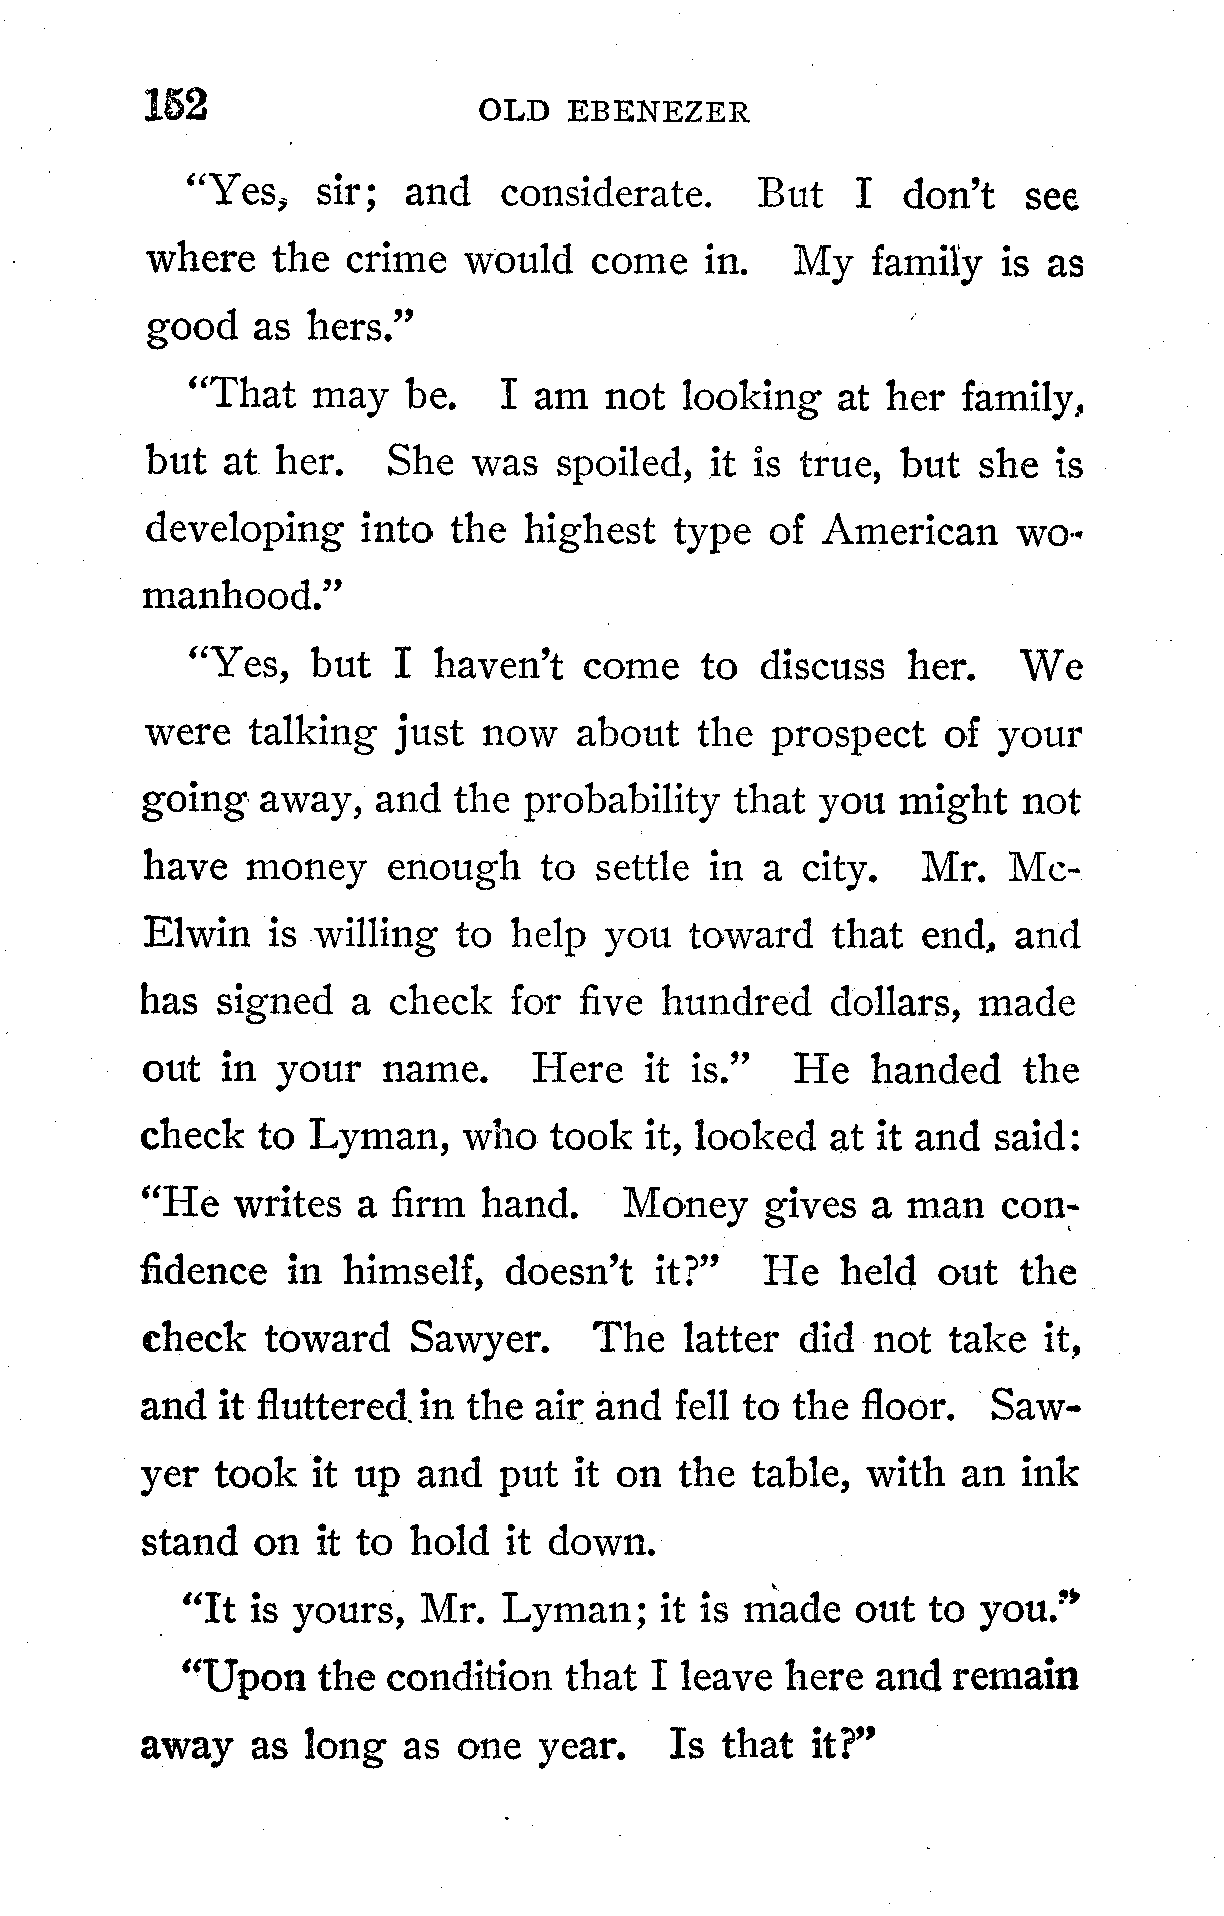 152 OLD EBENEZER
"Yes, sir; and considerate. But I don't see
where the crime would come in. My family is as
good as hers."
"That may be. I am not looking at her family,
but at her. She was spoiled, it is true, but she is
developing into the highest type of American wo-
manhood."
"Yes, but I haven't come to discuss her. We
were talking just now about the prospect of your
going away, and the probability that you might not
have money enough to settle in a city. Mr. Mc-
Elwin is willing to help you toward that end, and
has signed a check for five hundred dollars, made
out in your name. Here it is." He handed the
check to Lyman, who took it, looked at it and said:
"He writes a firm hand. Money gives a man con-
fidence in himself, doesn't it?" He held out the
check toward Sawyer. The latter did not take it,
and it fluttered in the air and fell to the floor. Saw-
yer took it up and put it on the table, with an ink
stand on it to hold it down.
"It is yours, Mr. Lyman; it is made out to you."
"Upon the condition that I leave here and remain
away as long as one year. Is that it?"